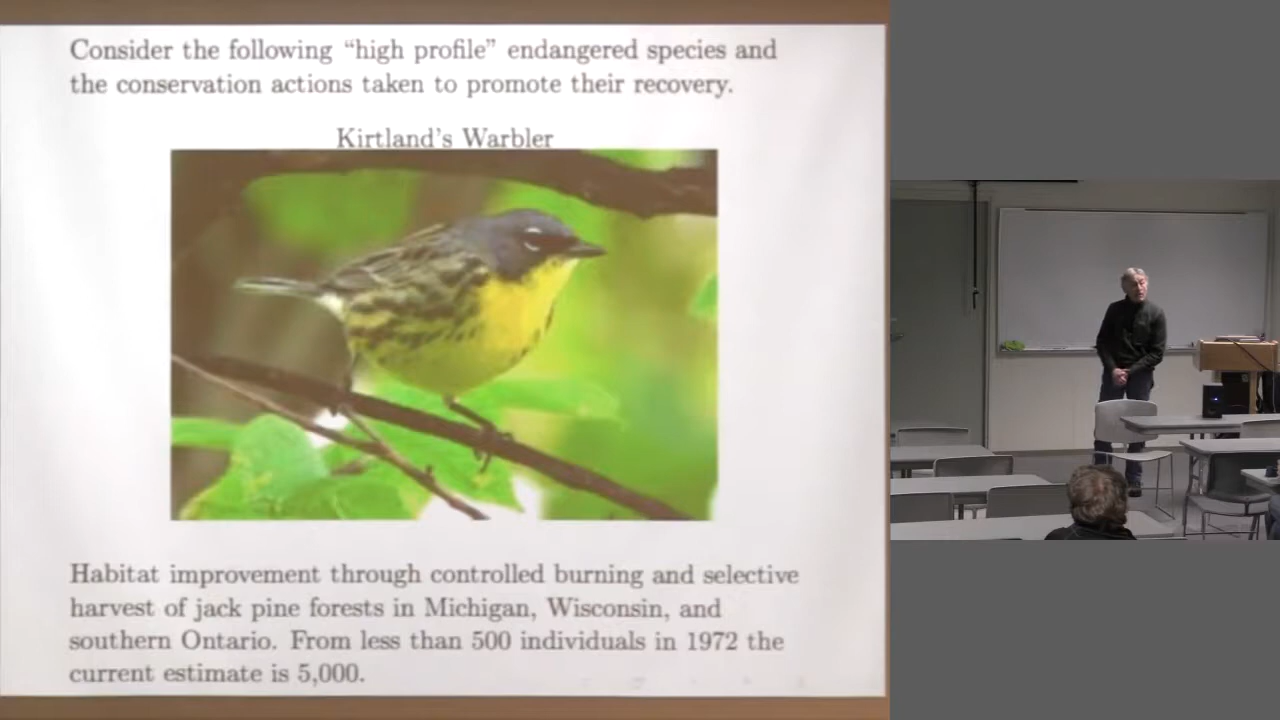 Consider the following “high profile” endangered species and
the conservation actions taken to promote their recovery.
Kirtland’s Warbler
Habitat improvement through controlled burning and selective
harvest of jack pine forests in Michigan, Wisconsin, and
southern Ontario. From less than 500 individuals in 1972 the
current estimate is 5,000.